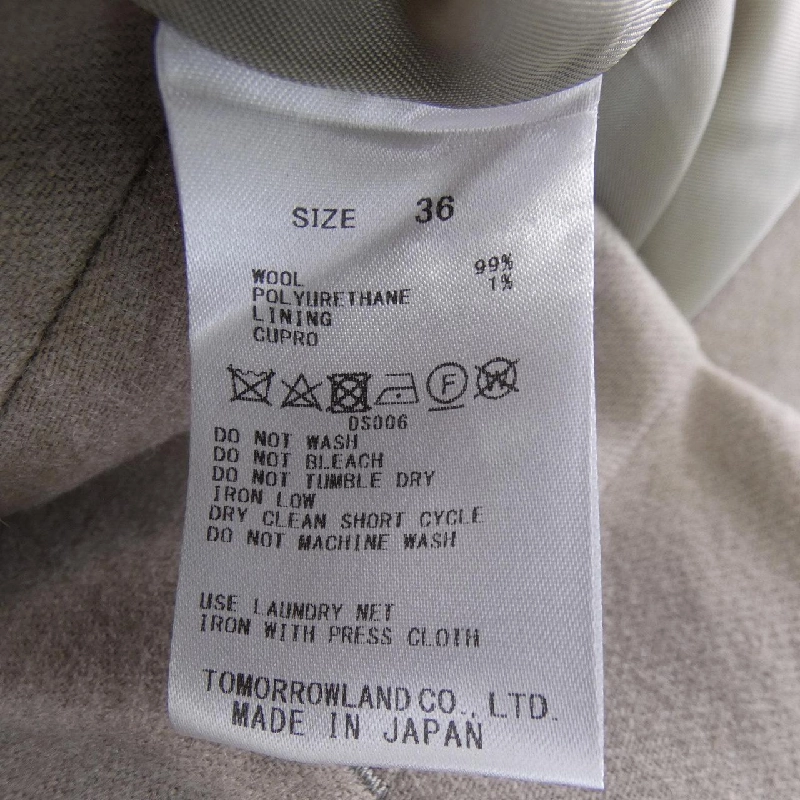 SIZE 36
WOOL 99%
POLYURETHANE 1%
LINING
CUPRO
F W
DS006
DO NOT WASH
DO NOT BLEACH
DO NOT TUMBLE DRY
IRON LOW
DRY CLEAN SHORT CYCLE
DO NOT MACHINE WASH
USE LAUNDRY NET
IRON WITH PRESS CLOTH
TOMORROWLAND CO., LTD.
MADE IN JAPAN